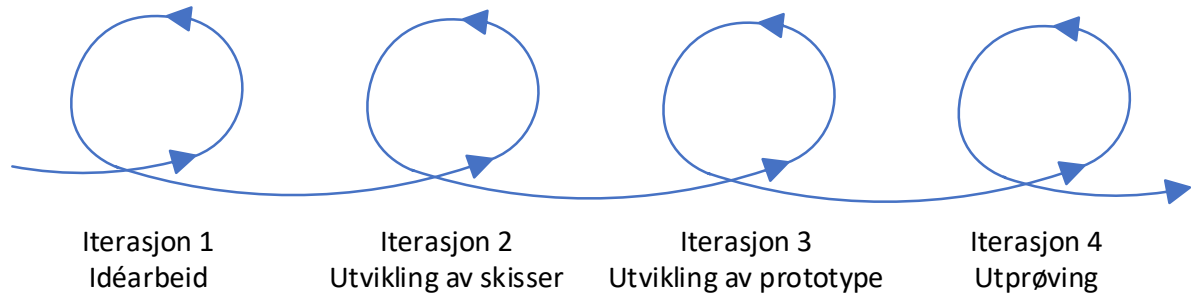 Iterasjon 1
Idéarbeid
Iterasjon 2
Utvikling av skisser
Iterasjon 3
Utvikling av prototype
Iterasjon 4
Utprøving